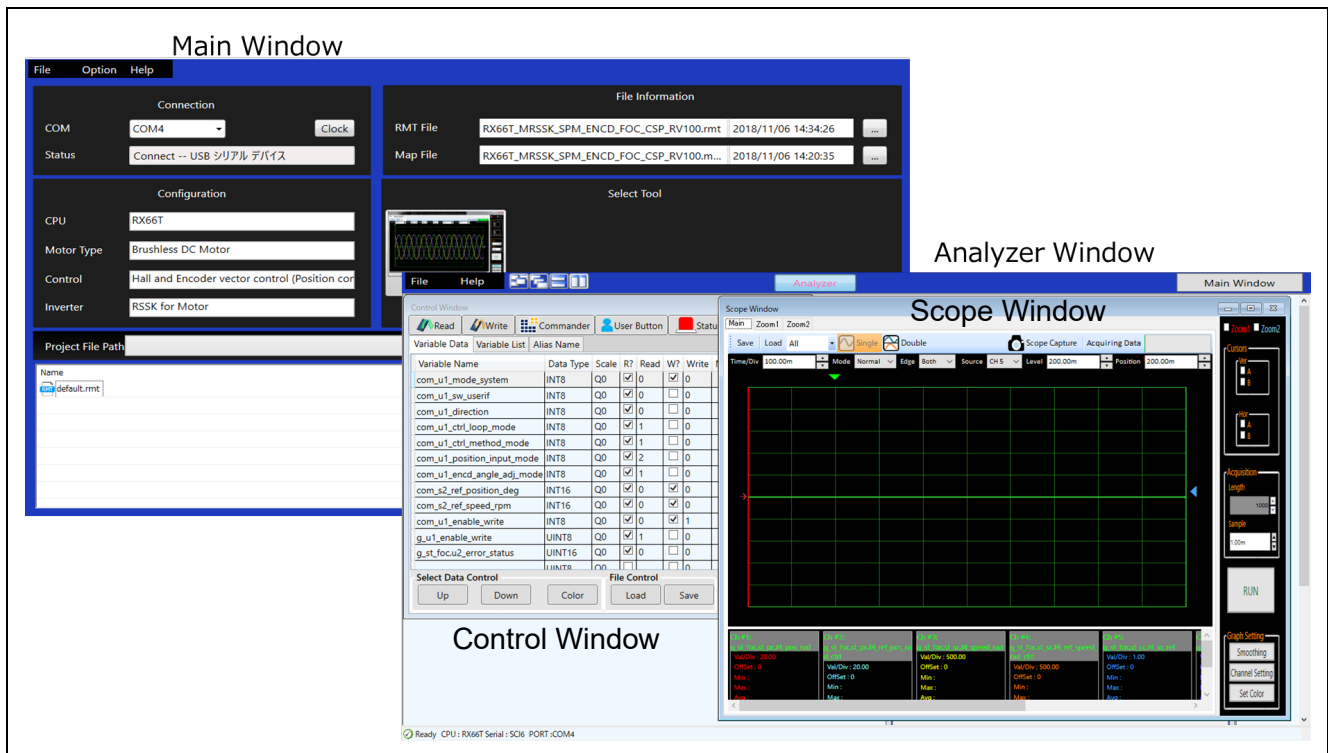 Main Window
File Option Help
Connection
COM COM4 Clock
Status Connect -- USB シリアル デバイス
File Information
RMT File RX66T_MRSSK_SPM_ENCD_FOC_CSP_RV100.rmt 2018/11/06 14:34:26 ...
Map File RX66T_MRSSK_SPM_ENCD_FOC_CSP_RV100.m... 2018/11/06 14:20:35 ...
Configuration
CPU RX66T
Motor Type Brushless DC Motor
Control Hall and Encoder vector control (Position cor
Inverter RSSK for Motor
Select Tool
Project File Path
Name
default.rmt
Analyzer Window
File Help Analyzer Main Window
Control Window
Read Write Commander User Button Statu
Variable Data Variable List Alias Name
Variable Name Data Type Scale R? Read W? Write
com_u1_mode_system INT8 Q0 0 0
com_u1_sw_userif INT8 Q0 0 0
com_u1_direction INT8 Q0 0 0
com_u1_ctrl_loop_mode INT8 Q0 1 0
com_u1_ctrl_method_mode INT8 Q0 1 0
com_u1_position_input_mode INT8 Q0 2 0
com_u1_encd_angle_adj_mode INT8 Q0 1 0
com_s2_ref_position_deg INT16 Q0 0 0
com_s2_ref_speed_rpm INT16 Q0 0 0
com_u1_enable_write INT8 Q0 0 1
g_u1_enable_write UINT8 Q0 1 0
g_st_foc.u2_error_status UINT16 Q0 0 0
UINT8 Q0 0
Select Data Control File Control
Up Down Color Load Save
Control Window
Scope Window
Scope Window
Main Zoom1 Zoom2
Save Load All Single Double Scope Capture Acquiring Data
Time/Div 100.00m Mode Normal Edge Both Source CH5 Level 200.00m Position 200.00m
Zoom1 Zoom2
Cursors
Ver
A
B
Hor
A
B
Acquisition
Length
1000
Sample
1.00m
RUN
Graph Setting
Smoothing
Channel Setting
Set Color
Ch #1: Ch #2: Ch #3: Ch #4: Ch #5:
rad_ctrl
Val/Div : 20.00 Val/Div : 20.00 Val/Div : 500.00 Val/Div : 500.00 Val/Div : 1.00
OffSet : 0 OffSet : 0 OffSet : 0 OffSet : 0 OffSet : 0
Min : Min : Min : Min : Min :
Max : Max : Max : Max : Max :
Avg : Avg :
Ready CPU : RX66T Serial : SCI6 PORT :COM4